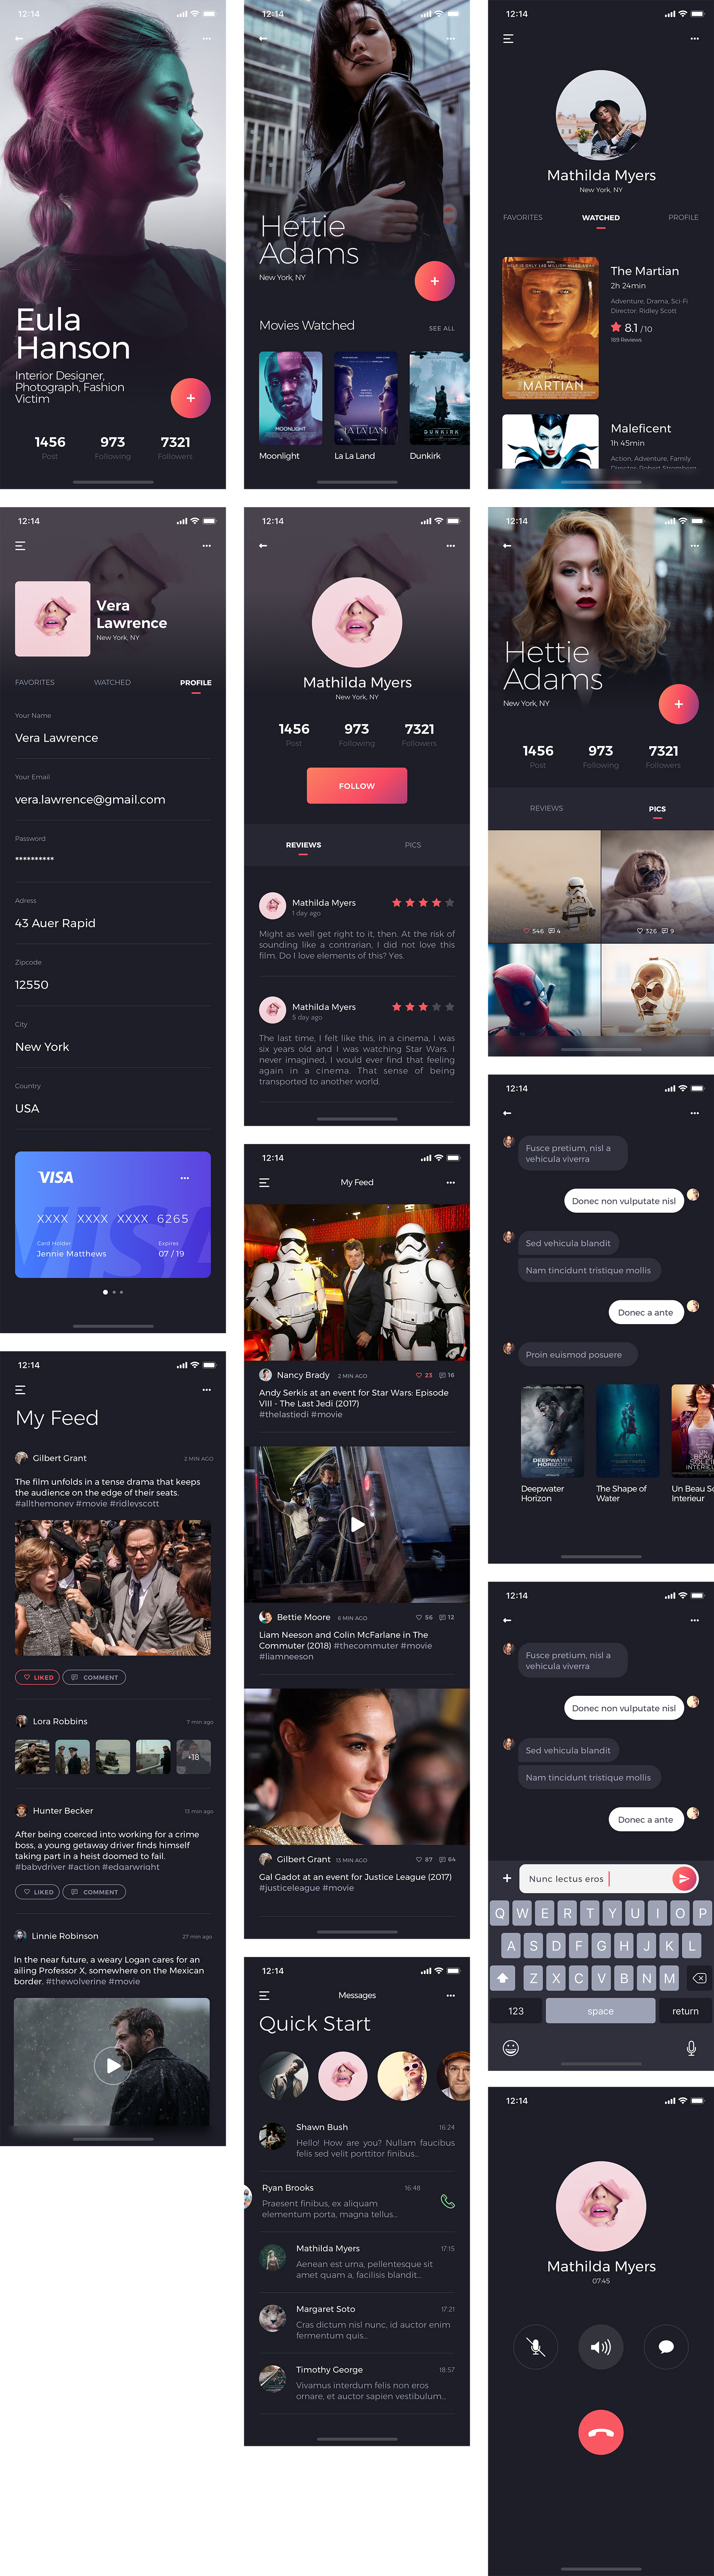 12:14
Eula
Hanson
Interior Designer,
Photograph, Fashion
Victim
+
1456
973
7321
Post
Following
Followers
12:14
Hettie
Adams
New York, NY
+
Movies Watched
SEE ALL
MOONLIGHT
LA LA LAND
DUNKIRK
Moonlight
La La Land
Dunkirk
12:14
Mathilda Myers
New York, NY
FAVORITES
WATCHED
PROFILE
THE MARTIAN
The Martian
2h 24min
Adventure, Drama, Sci-Fi
Director: Ridley Scott
8.1 /10
189 Reviews
Maleficent
1h 45min
Action, Adventure, Family
Director: Robert Stromberg
12:14
Vera
Lawrence
New York, NY
FAVORITES
WATCHED
PROFILE
Your Name
Vera Lawrence
Your Email
vera.lawrence@gmail.com
Password
**********
Adress
43 Auer Rapid
Zipcode
12550
City
New York
Country
USA
VISA
XXXX XXXX XXXX 6265
Card Holder
Expires
Jennie Matthews
07 / 19
12:14
Mathilda Myers
New York, NY
1456
973
7321
Post
Following
Followers
FOLLOW
REVIEWS
PICS
Mathilda Myers
1 day ago
Might as well get right to it, then. At the risk of
sounding like a contrarian, I did not love this
film. Do I love elements of this? Yes.
Mathilda Myers
5 day ago
The last time, I felt like this, in a cinema, I was
six years old and I was watching Star Wars. I
never imagined, I would ever find that feeling
again in a cinema. That sense of being
transported to another world.
12:14
Hettie
Adams
New York, NY
+
1456
973
7321
Post
Following
Followers
REVIEWS
PICS
546
4
326
9
12:14
Fusce pretium, nisl a
vehicula viverra
Donec non vulputate nisl
Sed vehicula blandit
Nam tincidunt tristique mollis
Donec a ante
Proin euismod posuere
DEEPWATER
HORIZON
UN
BEAU
SOLEIL
INTERIEUR
Deepwater
Horizon
The Shape of
Water
Un Beau So
Interieur
12:14
My Feed
Nancy Brady
2 MIN AGO
23
16
Andy Serkis at an event for Star Wars: Episode
VIII - The Last Jedi (2017)
#thelastjedi #movie
Bettie Moore
6 MIN AGO
56
12
Liam Neeson and Colin McFarlane in The
Commuter (2018) #thecommuter #movie
#liamneeson
Gilbert Grant
13 MIN AGO
87
64
Gal Gadot at an event for Justice League (2017)
#justiceleague #movie
12:14
My Feed
Gilbert Grant
2 MIN AGO
The film unfolds in a tense drama that keeps
the audience on the edge of their seats.
#allthemoney #movie #ridleyscott
LIKED
COMMENT
Lora Robbins
7 min ago
+18
Hunter Becker
13 min ago
After being coerced into working for a crime
boss, a young getaway driver finds himself
taking part in a heist doomed to fail.
#babydriver #action #edgarwright
LIKED
COMMENT
Linnie Robinson
27 min ago
In the near future, a weary Logan cares for an
ailing Professor X, somewhere on the Mexican
border. #thewolverine #movie
12:14
Fusce pretium, nisl a
vehicula viverra
Donec non vulputate nisl
Sed vehicula blandit
Nam tincidunt tristique mollis
Donec a ante
+
Nunc lectus eros
Q W E R T Y U I O P
A S D F G H J K L
Z X C V B N M
123
space
return
12:14
Messages
Quick Start
Shawn Bush
16:24
Hello! How are you? Nullam faucibus
felis sed velit porttitor finibus...
Ryan Brooks
16:48
Praesent finibus, ex aliquam
elementum porta, magna tellus...
Mathilda Myers
17:15
Aenean est urna, pellentesque sit
amet quam a, facilisis blandit...
Margaret Soto
17:21
Cras dictum nisl nunc, id auctor enim
fermentum quis...
Timothy George
18:57
Vivamus interdum felis non eros
ornare, et auctor sapien vestibulum...
12:14
Mathilda Myers
07:45